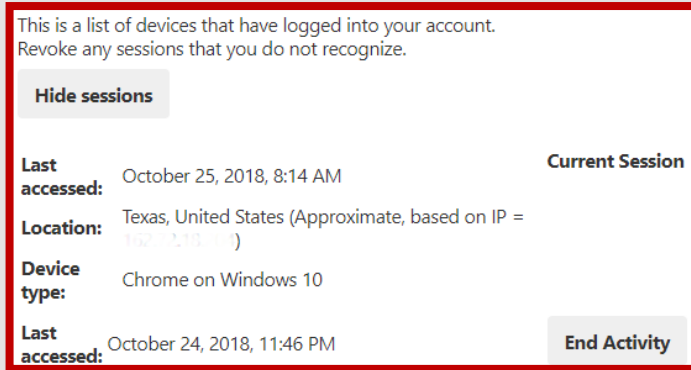 This is a list of devices that have logged into your account.
Revoke any sessions that you do not recognize.
Hide sessions
Last accessed: October 25, 2018, 8:14 AM
Current Session
Location: Texas, United States (Approximate, based on IP =
)
Device type: Chrome on Windows 10
Last accessed: October 24, 2018, 11:46 PM
End Activity